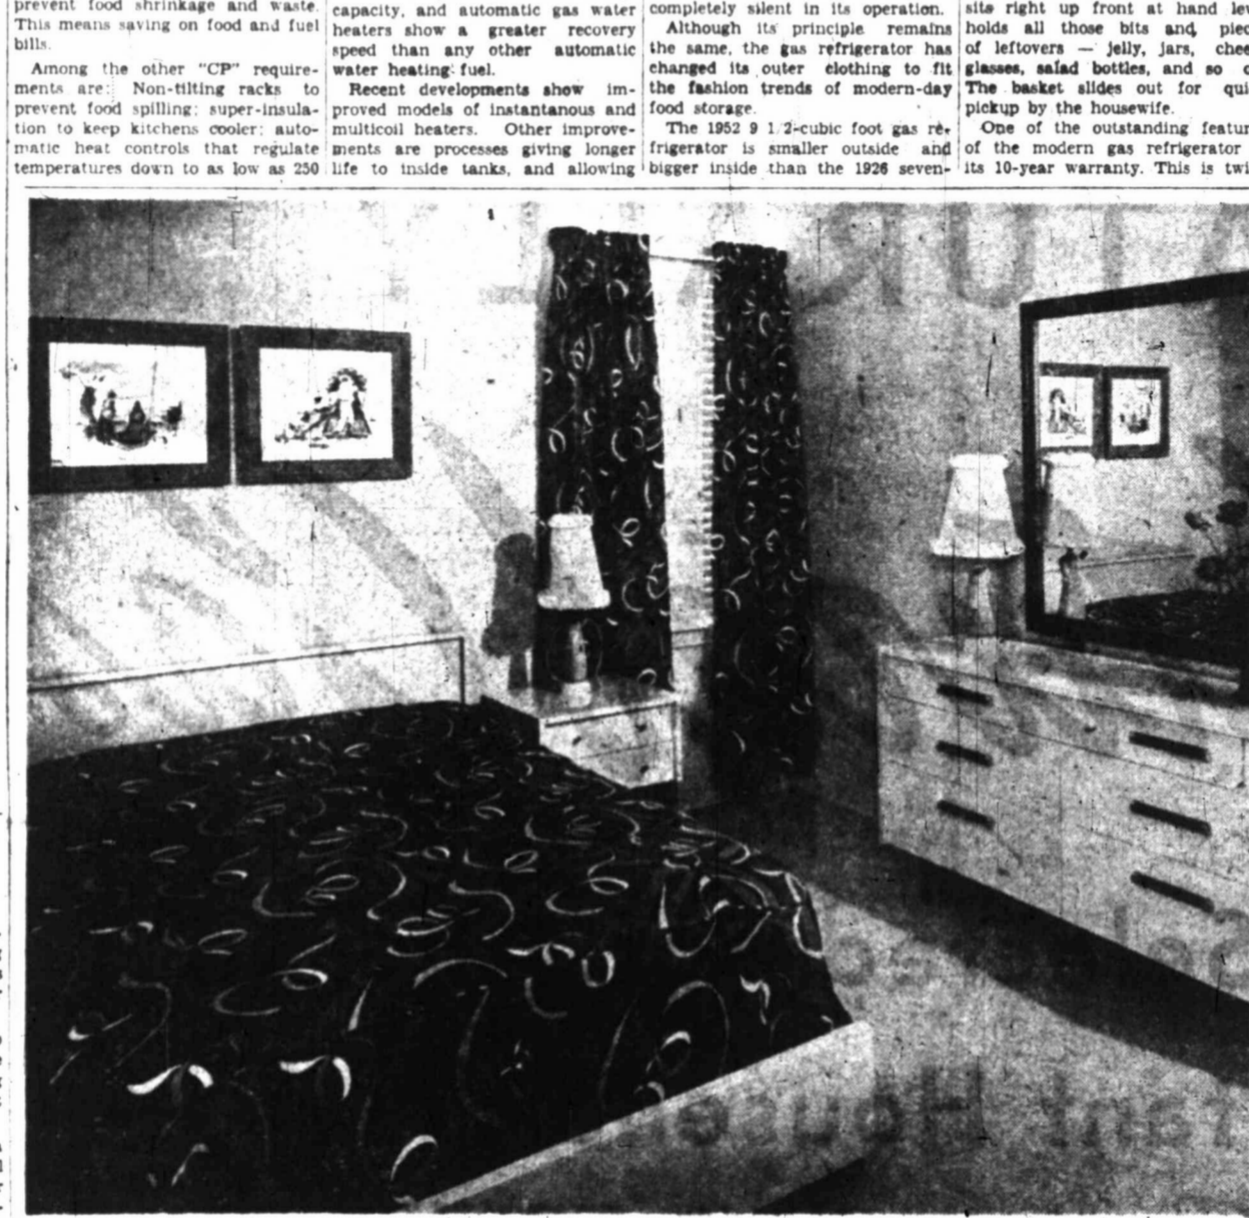 prevent food shrinkage and waste.
This means saving on food and fuel
bills.
Among the other "CP" require-
ments are: Non-tilting racks to
prevent food spilling; super-insula-
tion to keep kitchens cooler; auto-
matic heat controls that regulate
temperatures down to as low as 250
capacity, and automatic gas water
heaters show a greater recovery
speed than any other automatic
water heating fuel.
Recent developments show im-
proved models of instantous and
multicoil heaters. Other improve-
ments are processes giving longer
life to inside tanks, and allowing
completely silent in its operation.
Although its principle remains
the same, the gas refrigerator has
changed its outer clothing to fit
the fashion trends of modern-day
food storage.
The 1952 9 1/2-cubic foot gas re-
frigerator is smaller outside and
bigger inside than the 1926 seven-
sits right up front at hand lev
holds all those bits and piec
of leftovers — jelly, jars, chee
glasses, salad bottles, and so o
The basket slides out for qui
pickup by the housewife.
One of the outstanding featur
of the modern gas refrigerator
its 10-year warranty. This is twi